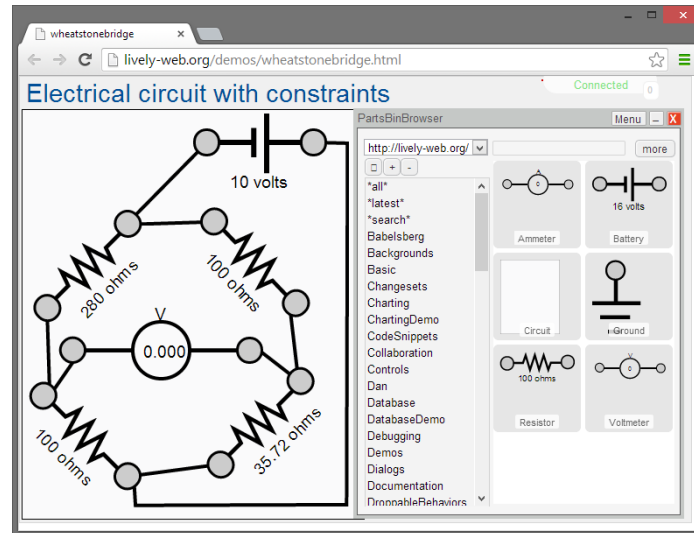 wheatstonebridge
lively-web.org/demos/wheatstonebridge.html
Connected
0
Electrical circuit with constraints
10 volts
280 ohms
100 ohms
V
0.000
100 ohms
35.72 ohms
PartsBinBrowser
Menu
X
http://lively-web.org/
more
+
-
*all*
*latest*
*search*
Babelsberg
Backgrounds
Basic
Changesets
Charting
ChartingDemo
CodeSnippets
Collaboration
Controls
Dan
Database
DatabaseDemo
Debugging
Demos
Dialogs
Documentation
DroppableBehaviors
A
0
Ammeter
16 volts
Battery
Circuit
Ground
100 ohms
Resistor
V
0
Voltmeter